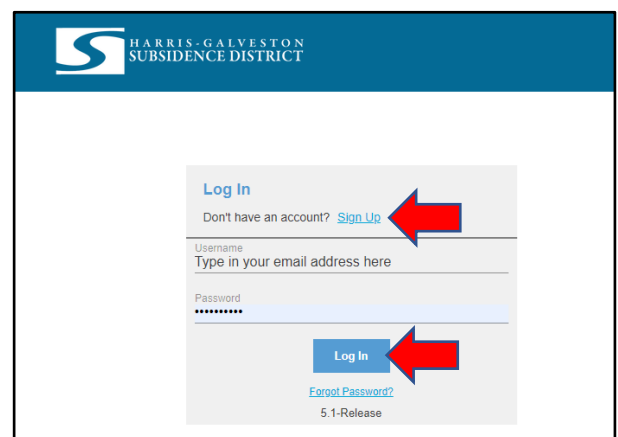 HARRIS-GALVESTON
SUBSIDENCE DISTRICT
Log In
Don't have an account? Sign Up
Username
Type in your email address here
Password
••••••••••
Log In
Forgot Password?
5.1-Release